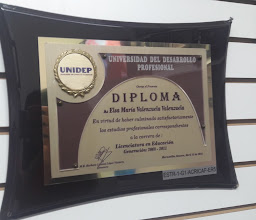 UNIDEP
UNIVERSIDAD DEL DESARROLLO
PROFESIONAL
DIPLOMA
A: Elsa María Valenzuela Valenzuela
En virtud de haber culminado satisfactoriamente
los estudios profesionales correspondientes
a la carrera de:
Licenciatura en Educación
Generación